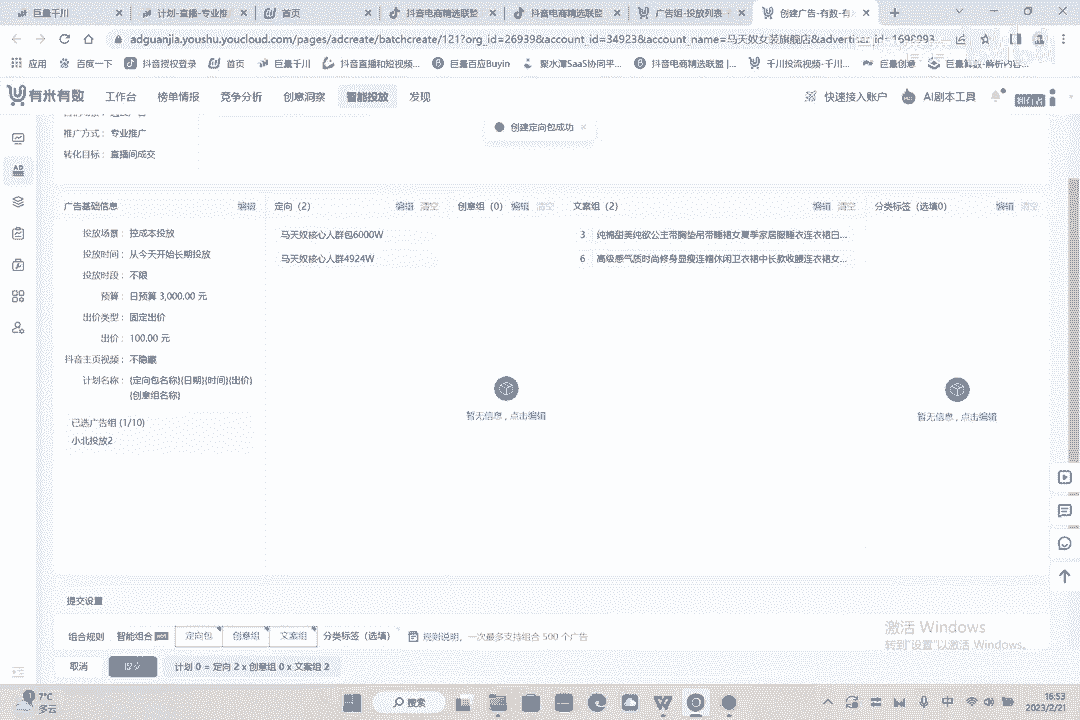 巨量千川
计划-直播-专业推
首页
抖音电商精选联盟
抖音电商精选联盟
广告组-投放列表
创建广告-有数-有
adguanjia.youshu.youcloud.com/pages/adcreate/batchcreate/121?org_id=26939&account_id=34923&account_name=马天奴女装旗舰店&advertiz
应用
百度一下
抖音授权登录
首页
巨量千川
抖音直播和短视频...
巨量百应Buyin
聚水潭SaaS协同平...
抖音电商精选联盟 |...
千川投流视频-千川...
巨量创意
有米有数
工作台
榜单情报
竞争分析
创意洞察
智能投放
发现
快速接入账户
AI剧本工具
推广方式： 专业推广
转化目标： 直播间成交
创建定向包成功 ×
广告基础信息 编辑
定向（2） 编辑 清空
创意组（0） 编辑 清空
文案组（2） 编辑 清空
分类标签（选填0） 编辑 清空
投放场景： 控成本投放
投放时间： 从今天开始长期投放
投放时段： 不限
预算： 日预算 3,000.00 元
出价类型： 固定出价
出价： 100.00 元
抖音主页视频： 不隐藏
计划名称： {定向包名称}{日期}{时间}{出价}
{创意组名称}
已选广告组 (1/10)
小北投放2
马天奴核心人群包6000W
马天奴核心人群4924W
3 纯棉甜美纯欲公主带胸垫吊带睡裙女夏季家居服睡衣连衣裙日...
6 高级感气质时尚修身显瘦连帽休闲卫衣裙中长款收腰连衣裙女...
暂无信息，点击编辑
暂无信息，点击编辑
提交设置
组合规则 智能组合 定向包 创意组 文案组 分类标签（选填） 规则说明，一次最多支持组合 500 个广告
取消 提交 计划 0 = 定向 2 x 创意组 0 x 文案组 2
激活 Windows
转到"设置"以激活 Windows。
7°C
多云
搜索
中
16:53
2023/2/21